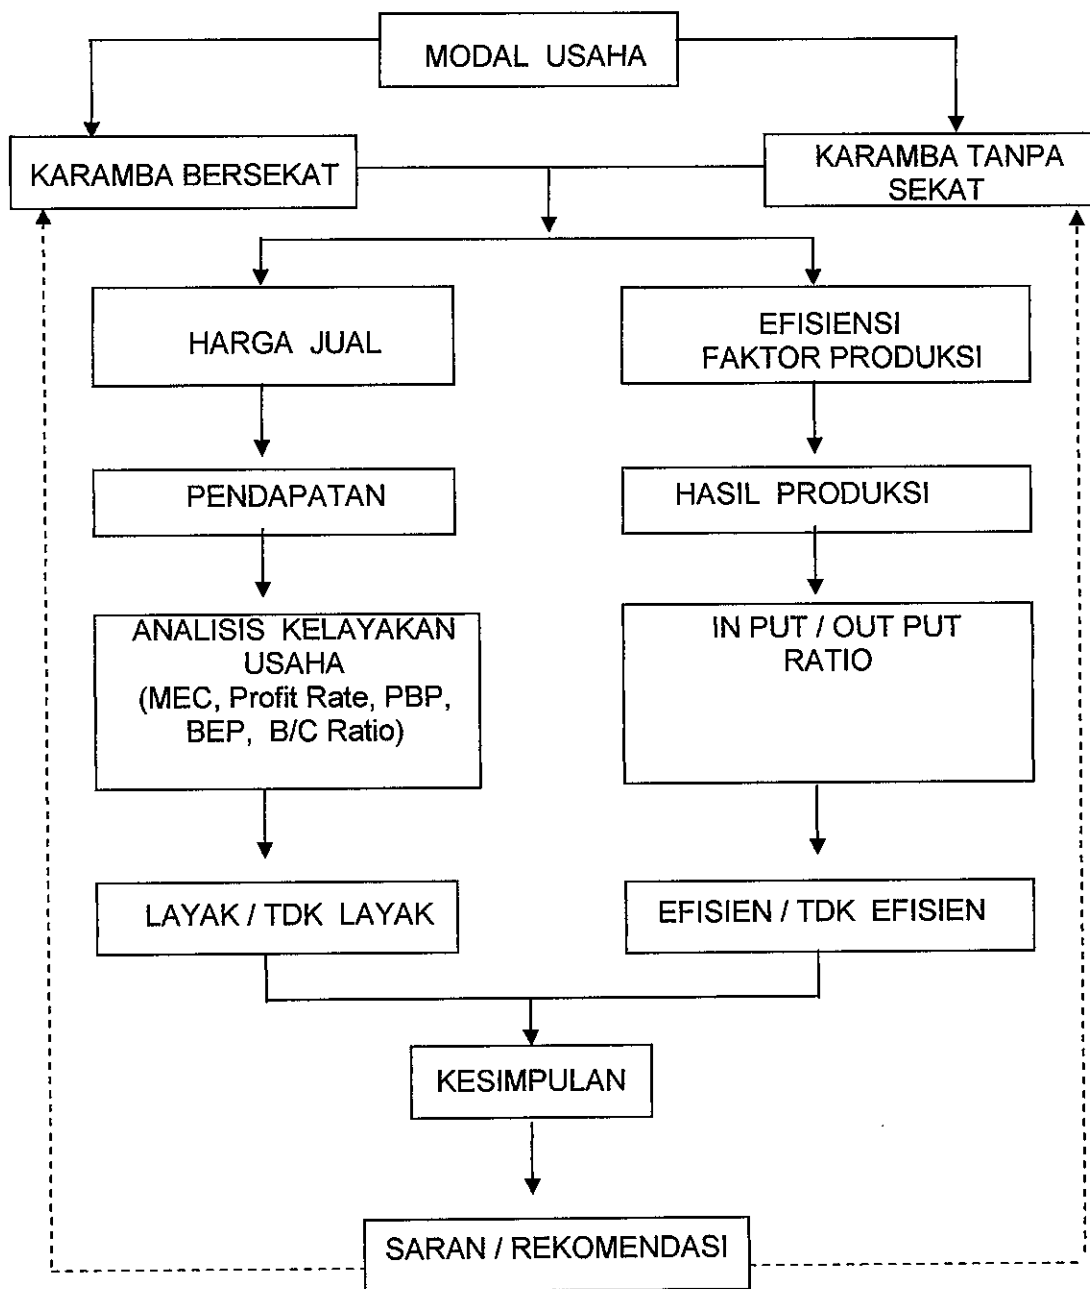 MODAL USAHA
KARAMBA BERSEKAT
KARAMBA TANPA
SEKAT
HARGA JUAL
EFISIENSI
FAKTOR PRODUKSI
PENDAPATAN
HASIL PRODUKSI
ANALISIS KELAYAKAN
USAHA
(MEC, Profit Rate, PBP,
BEP, B/C Ratio)
IN PUT / OUT PUT
RATIO
LAYAK / TDK LAYAK
EFISIEN / TDK EFISIEN
KESIMPULAN
SARAN / REKOMENDASI